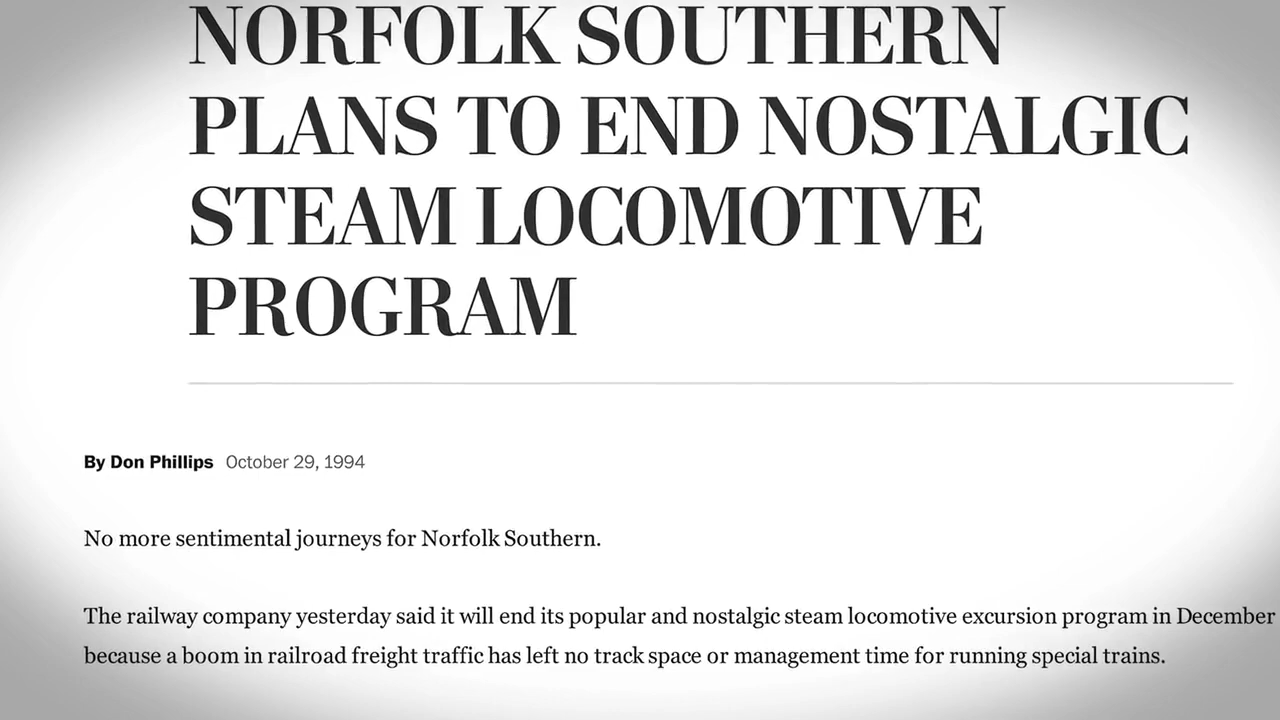 NORFOLK SOUTHERN
PLANS TO END NOSTALGIC
STEAM LOCOMOTIVE
PROGRAM
By Don Phillips October 29, 1994
No more sentimental journeys for Norfolk Southern.
The railway company yesterday said it will end its popular and nostalgic steam locomotive excursion program in December
because a boom in railroad freight traffic has left no track space or management time for running special trains.